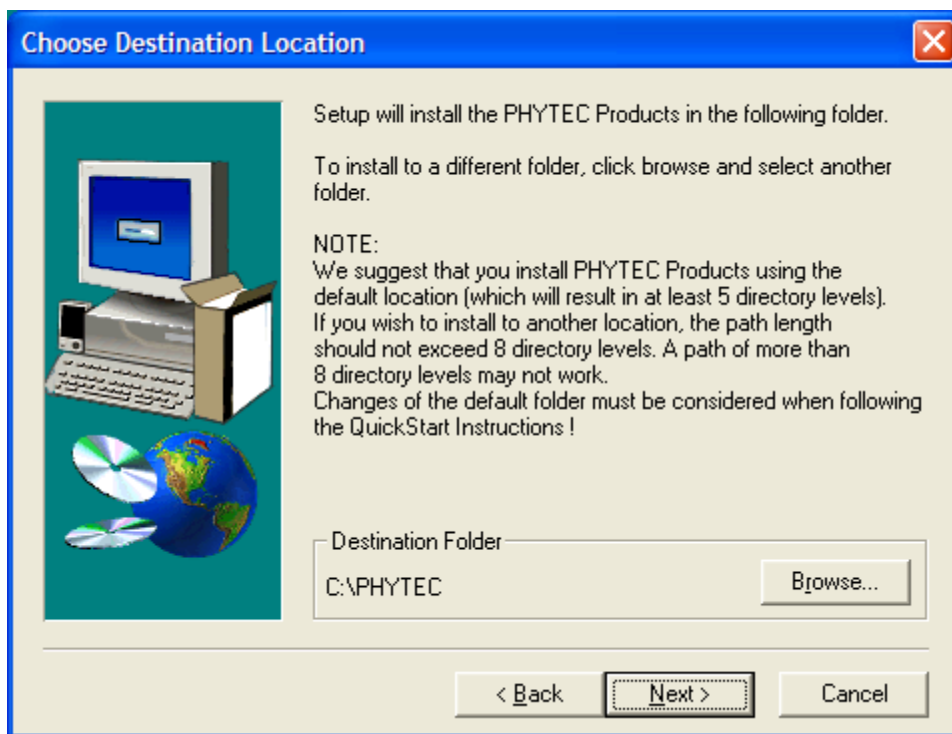 Choose Destination Location
Setup will install the PHYTEC Products in the following folder.
To install to a different folder, click browse and select another
folder.
NOTE:
We suggest that you install PHYTEC Products using the
default location (which will result in at least 5 directory levels).
If you wish to install to another location, the path length
should not exceed 8 directory levels. A path of more than
8 directory levels may not work.
Changes of the default folder must be considered when following
the QuickStart Instructions !
Destination Folder
C:\PHYTEC
Browse...
< Back
Next >
Cancel